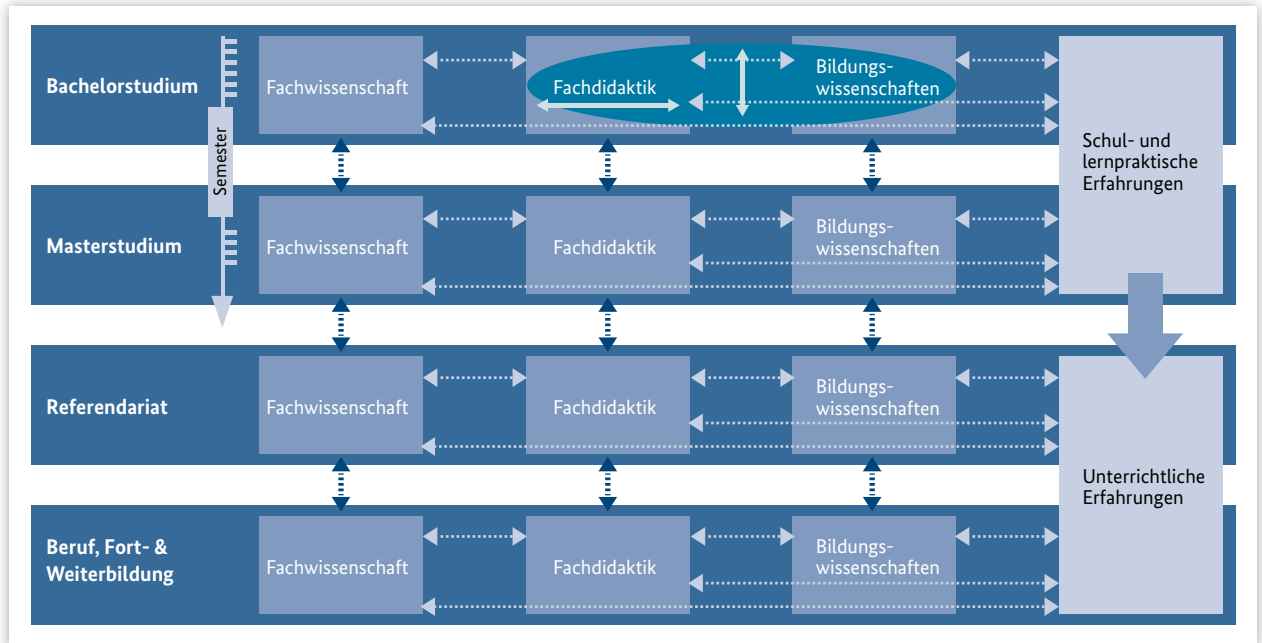 Bachelorstudium
Fachwissenschaft
Fachdidaktik
Bildungs-
wissenschaften
Semester
Schul- und
lernpraktische
Erfahrungen
Masterstudium
Fachwissenschaft
Fachdidaktik
Bildungs-
wissenschaften
Referendariat
Fachwissenschaft
Fachdidaktik
Bildungs-
wissenschaften
Unterrichtliche
Erfahrungen
Beruf, Fort- &
Weiterbildung
Fachwissenschaft
Fachdidaktik
Bildungs-
wissenschaften